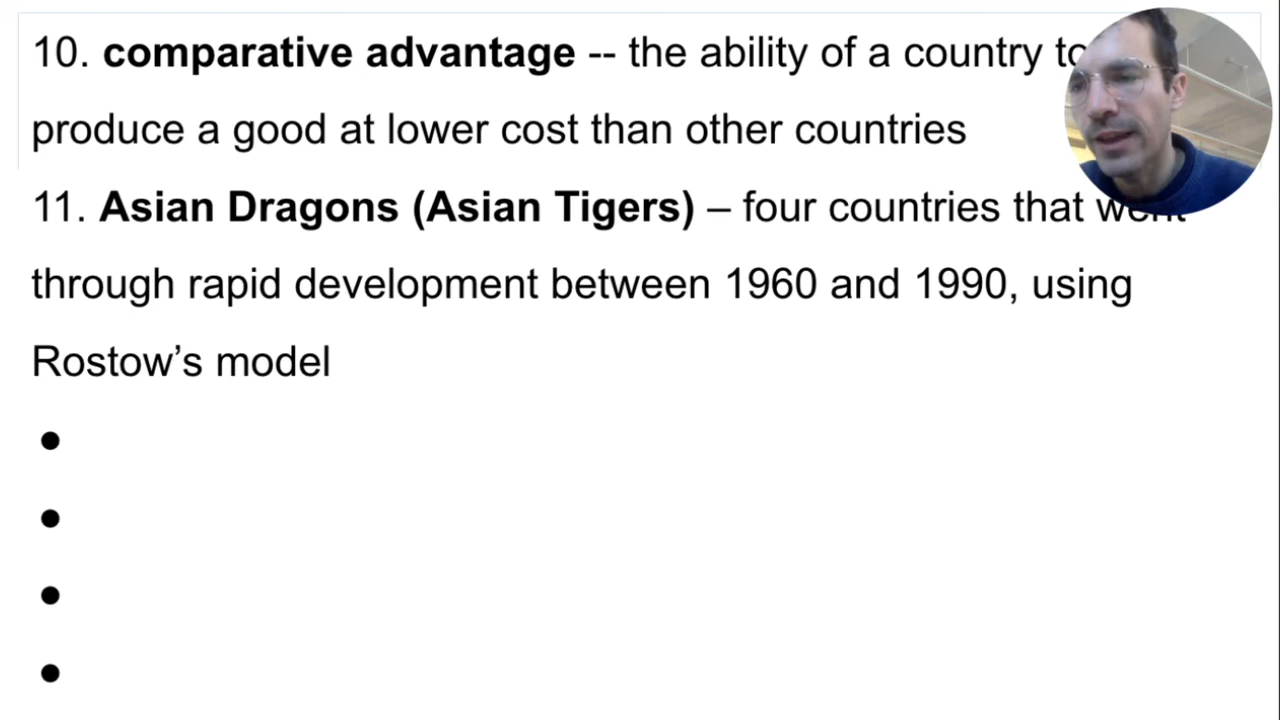 10. comparative advantage -- the ability of a country to
produce a good at lower cost than other countries
11. Asian Dragons (Asian Tigers) – four countries that went
through rapid development between 1960 and 1990, using
Rostow’s model